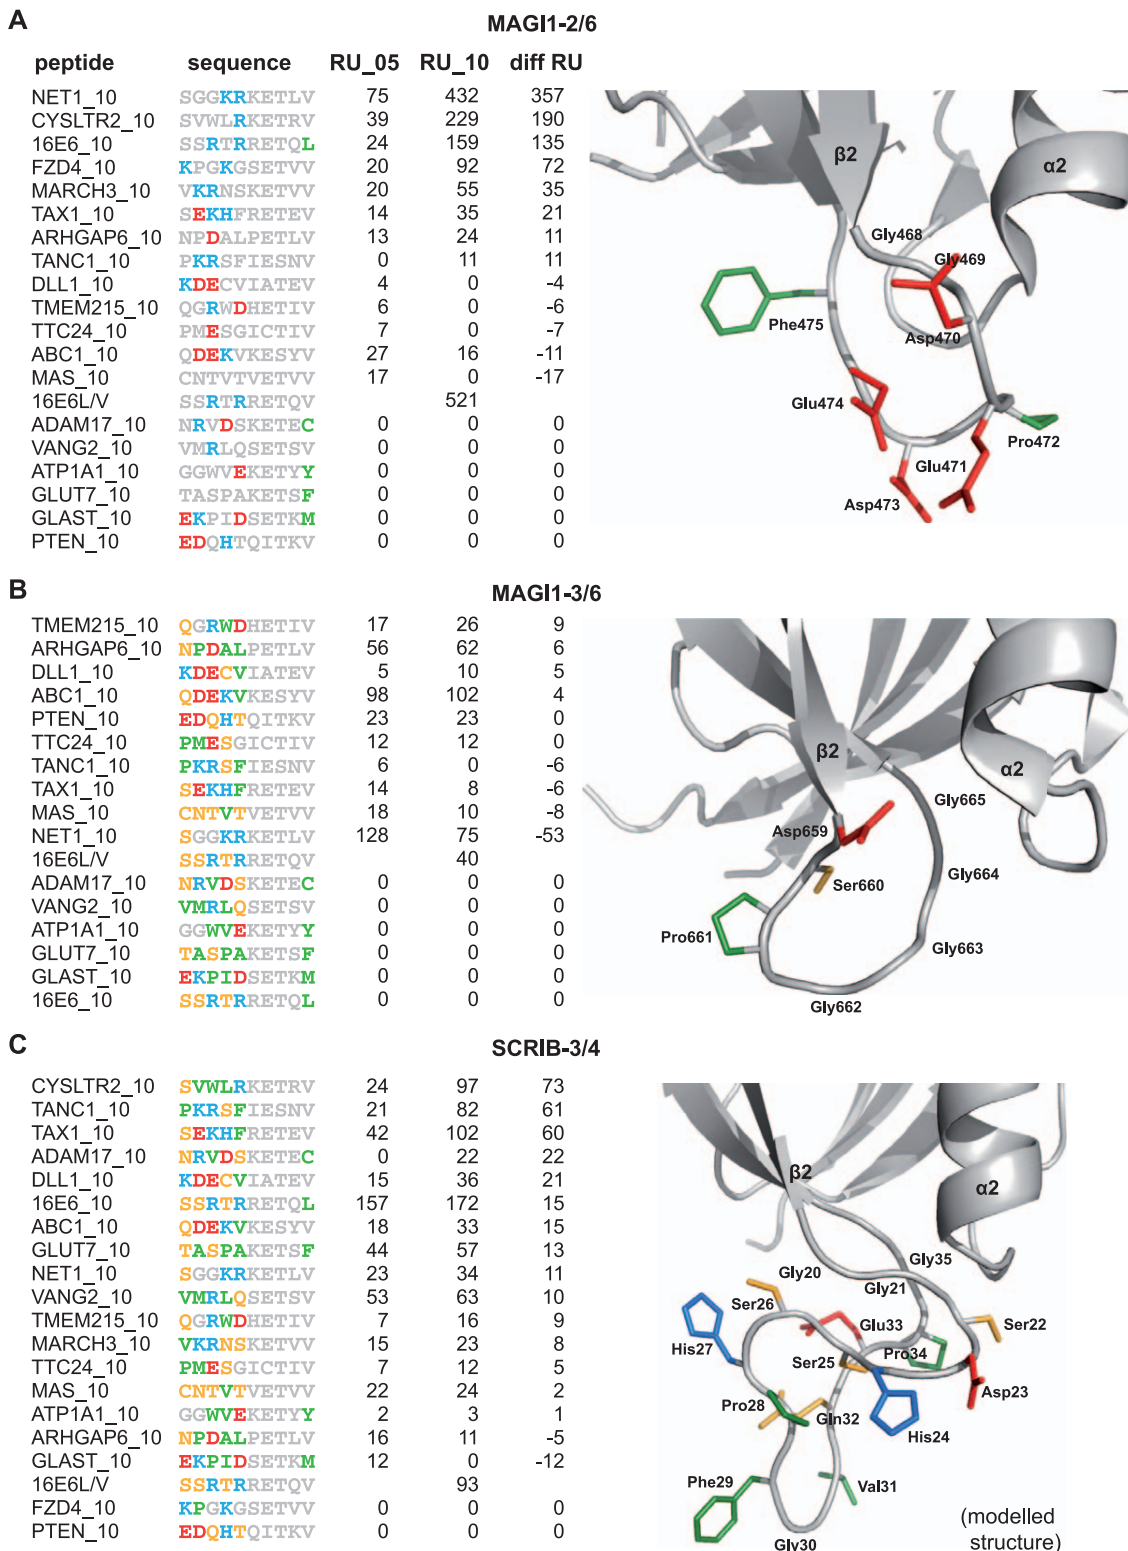 A
MAGI1-2/6
peptide sequence RU_05 RU_10 diff RU
NET1_10 SGGKRKETLV 75 432 357
CYSLTR2_10 SVWLRKETRV 39 229 190
16E6_10 SSRTRRETQL 24 159 135
FZD4_10 KPGKGSETVV 20 92 72
MARCH3_10 VKRNSKETVV 20 55 35
TAX1_10 SEKHFRETEV 14 35 21
ARHGAP6_10 NPDALPETLV 13 24 11
TANC1_10 PKRSFIESNV 0 11 11
DLL1_10 KDECVIATEV 4 0 -4
TMEM215_10 QGRWDHETIV 6 0 -6
TTC24_10 PMESGICTIV 7 0 -7
ABC1_10 QDEKVKESYV 27 16 -11
MAS_10 CNTVTVETVV 17 0 -17
16E6L/V SSRTRRETQV 521
ADAM17_10 NRVDSKETEC 0 0 0
VANG2_10 VMRLQSETSV 0 0 0
ATP1A1_10 GGWVEKETYY 0 0 0
GLUT7_10 TASPAKETSF 0 0 0
GLAST_10 EKPIDSETKM 0 0 0
PTEN_10 EDQHTQITKV 0 0 0
β2
α2
Gly468
Gly469
Phe475
Asp470
Glu474
Pro472
Glu471
Asp473
B
MAGI1-3/6
TMEM215_10 QGRWDHETIV 17 26 9
ARHGAP6_10 NPDALPETLV 56 62 6
DLL1_10 KDECVIATEV 5 10 5
ABC1_10 QDEKVKESYV 98 102 4
PTEN_10 EDQHTQITKV 23 23 0
TTC24_10 PMESGICTIV 12 12 0
TANC1_10 PKRSFIESNV 6 0 -6
TAX1_10 SEKHFRETEV 14 8 -6
MAS_10 CNTVTVETVV 18 10 -8
NET1_10 SGGKRKETLV 128 75 -53
16E6L/V SSRTRRETQV 40
ADAM17_10 NRVDSKETEC 0 0 0
VANG2_10 VMRLQSETSV 0 0 0
ATP1A1_10 GGWVEKETYY 0 0 0
GLUT7_10 TASPAKETSF 0 0 0
GLAST_10 EKPIDSETKM 0 0 0
16E6_10 SSRTRRETQL 0 0 0
β2
α2
Gly665
Asp659
Gly664
Ser660
Pro661
Gly663
Gly662
C
SCRIB-3/4
CYSLTR2_10 SVWLRKETRV 24 97 73
TANC1_10 PKRSFIESNV 21 82 61
TAX1_10 SEKHFRETEV 42 102 60
ADAM17_10 NRVDSKETEC 0 22 22
DLL1_10 KDECVIATEV 15 36 21
16E6_10 SSRTRRETQL 157 172 15
ABC1_10 QDEKVKESYV 18 33 15
GLUT7_10 TASPAKETSF 44 57 13
NET1_10 SGGKRKETLV 23 34 11
VANG2_10 VMRLQSETSV 53 63 10
TMEM215_10 QGRWDHETIV 7 16 9
MARCH3_10 VKRNSKETVV 15 23 8
TTC24_10 PMESGICTIV 7 12 5
MAS_10 CNTVTVETVV 22 24 2
ATP1A1_10 GGWVEKETYY 2 3 1
ARHGAP6_10 NPDALPETLV 16 11 -5
GLAST_10 EKPIDSETKM 12 0 -12
16E6L/V SSRTRRETQV 93
FZD4_10 KPGKGSETVV 0 0 0
PTEN_10 EDQHTQITKV 0 0 0
β2
α2
Gly35
Gly20
Gly21
Ser26
Glu33
Ser22
His27
Ser25
Pro34
Asp23
Pro28
Gln32
His24
Phe29
Val31
Gly30
(modelled
structure)